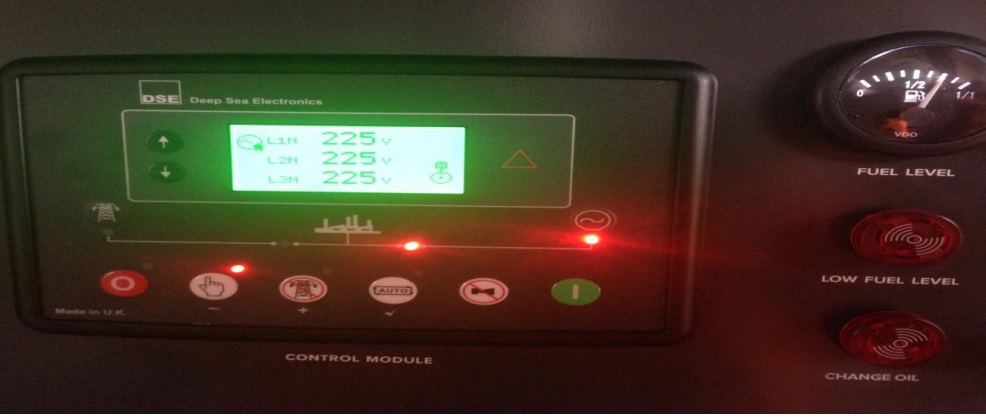 DSE Deep Sea Electronics
L1N 225 V
L2N 225 V
L3N 225 V
AUTO
Made in U.K.
CONTROL MODULE
0 1/2 1/1
VDO
FUEL LEVEL
LOW FUEL LEVEL
CHANGE OIL